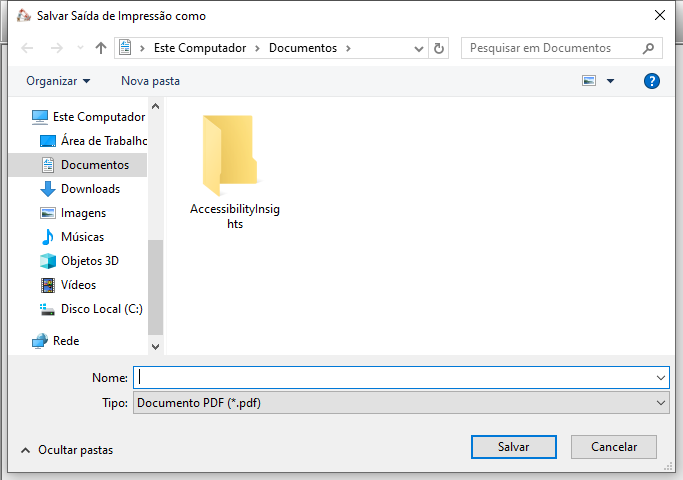 Salvar Saída de Impressão como
Este Computador
Documentos
Pesquisar em Documentos
Organizar
Nova pasta
?
Este Computador
Área de Trabalho
Documentos
Downloads
Imagens
Músicas
Objetos 3D
Vídeos
Disco Local (C:)
Rede
AccessibilityInsig
hts
Nome:
Tipo: Documento PDF (*.pdf)
Ocultar pastas
Salvar
Cancelar